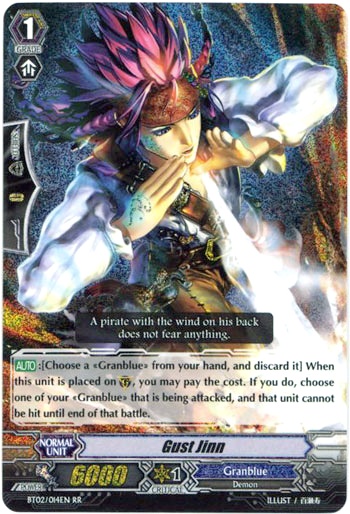 1
GRADE
A pirate with the wind on his back
does not fear anything.
AUTO:[Choose a «Granblue» from your hand, and discard it] When
this unit is placed on , you may pay the cost. If you do, choose
one of your «Granblue» that is being attacked, and that unit cannot
be hit until end of that battle.
NORMAL
UNIT
Gust Jinn
POWER
6000
1
CRITICAL
Granblue
Demon
BT02/014EN RR
ILLUST / 百瀬寿